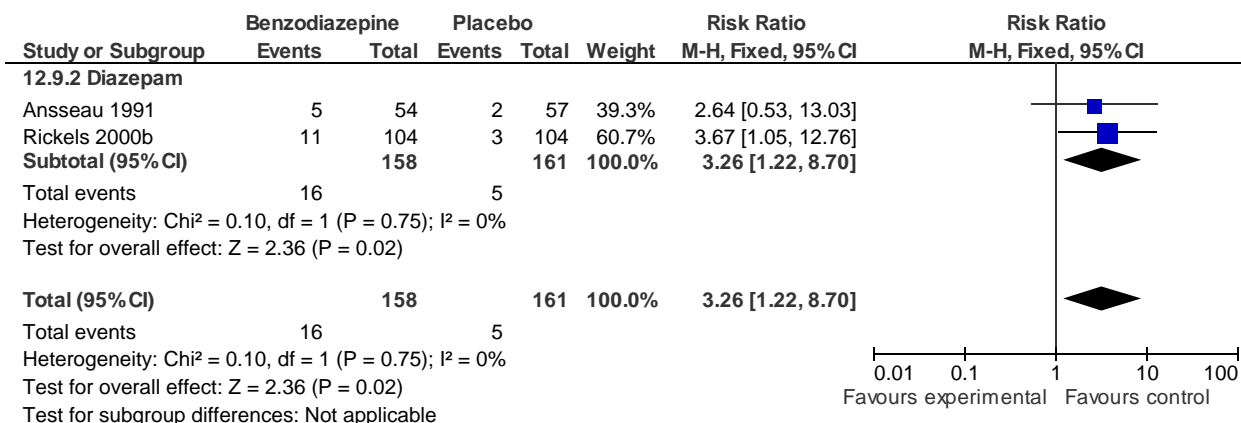 Benzodiazepine Placebo Risk Ratio Risk Ratio
Study or Subgroup Events Total Events Total Weight M-H, Fixed, 95% CI M-H, Fixed, 95% CI
12.9.2 Diazepam
Ansseau 1991 5 54 2 57 39.3% 2.64 [0.53, 13.03]
Rickels 2000b 11 104 3 104 60.7% 3.67 [1.05, 12.76]
Subtotal (95% CI) 158 161 100.0% 3.26 [1.22, 8.70]
Total events 16 5
Heterogeneity: Chi² = 0.10, df = 1 (P = 0.75); I² = 0%
Test for overall effect: Z = 2.36 (P = 0.02)
Total (95% CI) 158 161 100.0% 3.26 [1.22, 8.70]
Total events 16 5
Heterogeneity: Chi² = 0.10, df = 1 (P = 0.75); I² = 0%
Test for overall effect: Z = 2.36 (P = 0.02)
Test for subgroup differences: Not applicable
0.01 0.1 1 10 100
Favours experimental Favours control